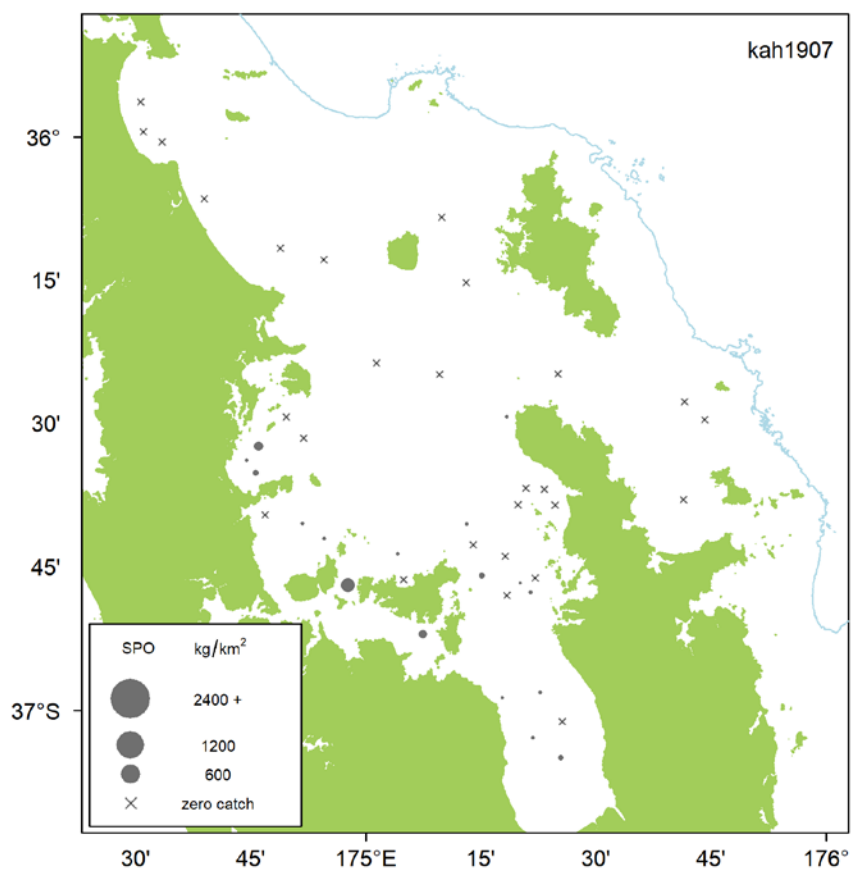 kah1907
36°
15'
30'
45'
37°S
SPO kg/km²
2400 +
1200
600
zero catch
30' 45' 175°E 15' 30' 45' 176°